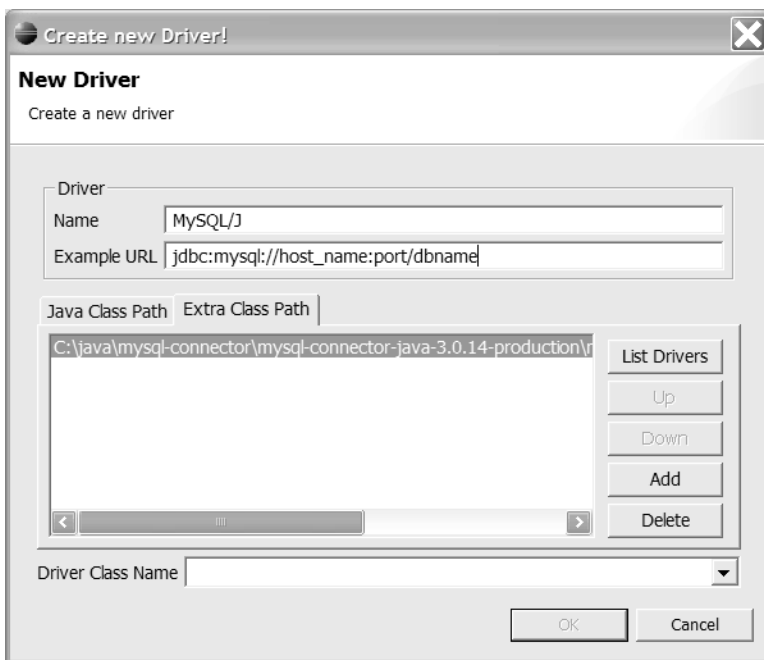 Create new Driver!
New Driver
Create a new driver
Driver
Name MySQL/J
Example URL jdbc:mysql://host_name:port/dbname
Java Class Path Extra Class Path
C:\java\mysql-connector\mysql-connector-java-3.0.14-production\
List Drivers
Up
Down
Add
Delete
Driver Class Name
OK Cancel